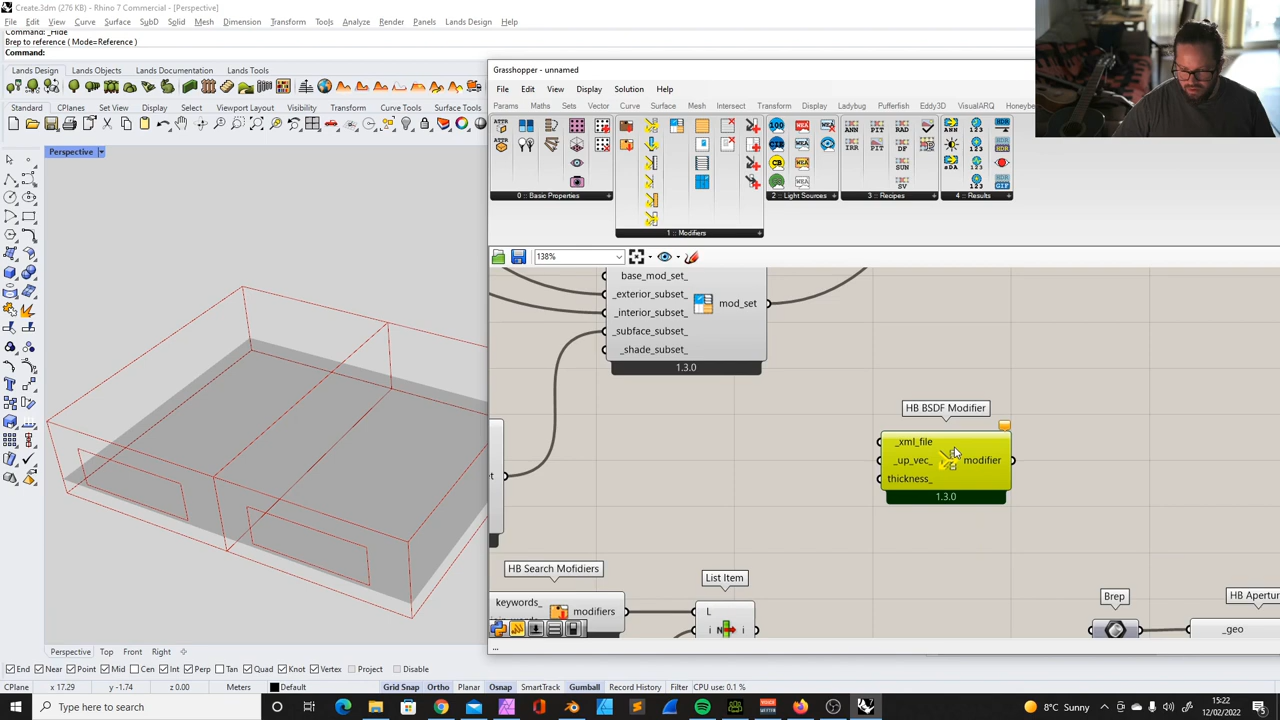 Create.3dm (276 KB) - Rhino 7 Commercial - [Perspective]
File Edit View Curve Surface SubD Solid Mesh Dimension Transform Tools Analyze Render Panels Lands Design Help
Command: _Hide
Brep to reference ( Mode=Reference )
Command:
Lands Design Lands Objects Lands Documentation Lands Tools
Standard CPlanes Set View Display Select Viewport Layout Visibility Transform Curve Tools Surface Tools
Perspective
Grasshopper - unnamed
File Edit View Display Solution Help
Params Maths Sets Vector Curve Surface Mesh Intersect Transform Display Ladybug Pufferfish Eddy3D VisualARQ Honeybe
0 :: Basic Properties
1 :: Modifiers
2 :: Light Sources
3 :: Recipes
4 :: Results
138%
base_mod_set_
_exterior_subset_
_interior_subset_
_surface_subset_
_shade_subset_
mod_set
1.3.0
HB BSDF Modifier
_xml_file
_up_vec_
thickness_
modifier
1.3.0
HB Search Mofidiers
keywords_
modifiers
List Item
L
i
i
Brep
HB Apertur
_geo
...
Perspective Top Front Right
End Near Point Mid Cen Int Perp Tan Quad Knot Vertex Project Disable
CPlane x 17.29 y -1.74 z 0.00 Meters Default Grid Snap Ortho Planar Osnap SmartTrack Gumball Record History Filter CPU use: 0.1 %
Type here to search
8°C Sunny
15:22
12/02/2022